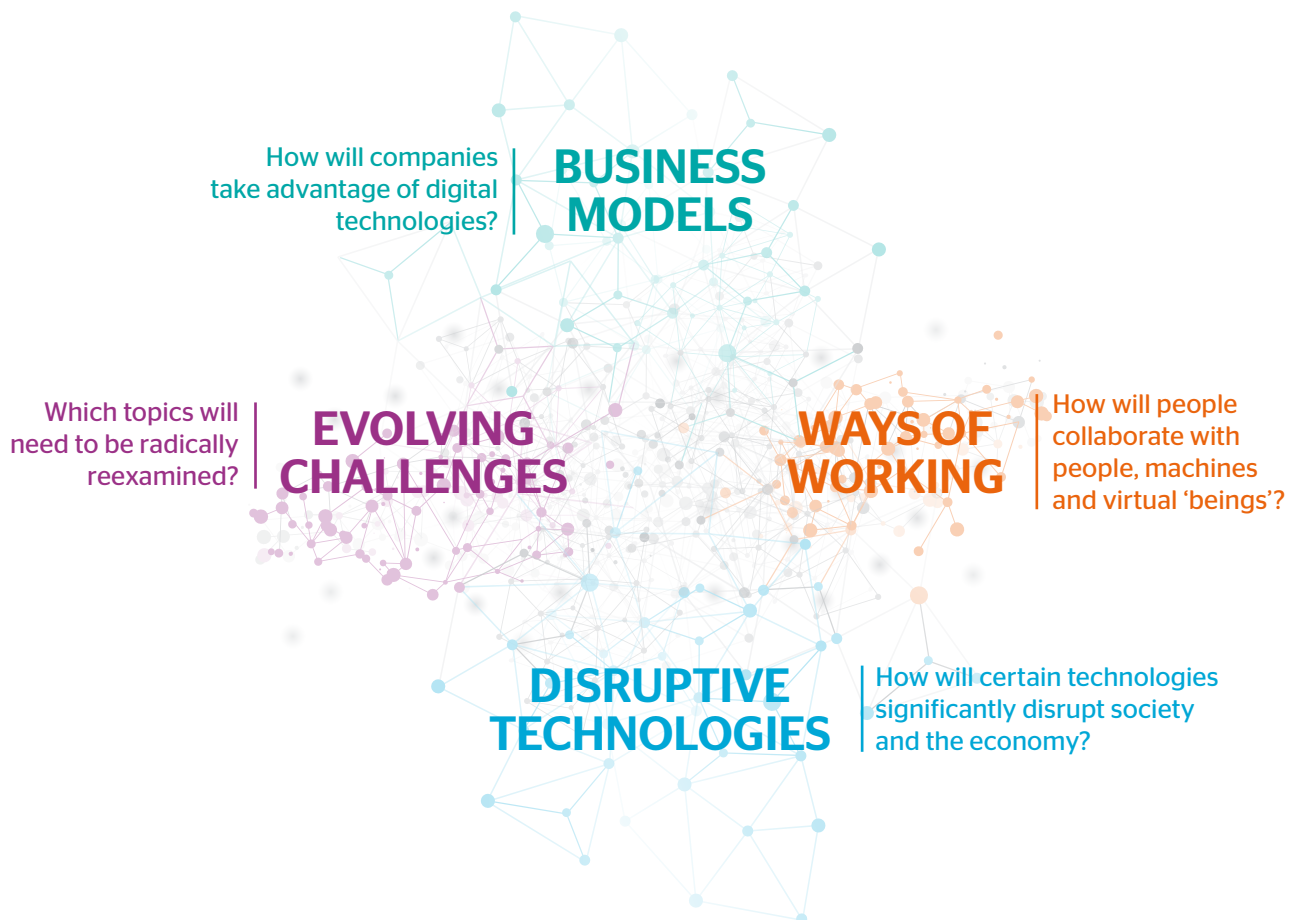 How will companies
take advantage of digital
technologies?
BUSINESS
MODELS
Which topics will
need to be radically
reexamined?
EVOLVING
CHALLENGES
WAYS OF
WORKING
How will people
collaborate with
people, machines
and virtual ‘beings’?
DISRUPTIVE
TECHNOLOGIES
How will certain technologies
significantly disrupt society
and the economy?